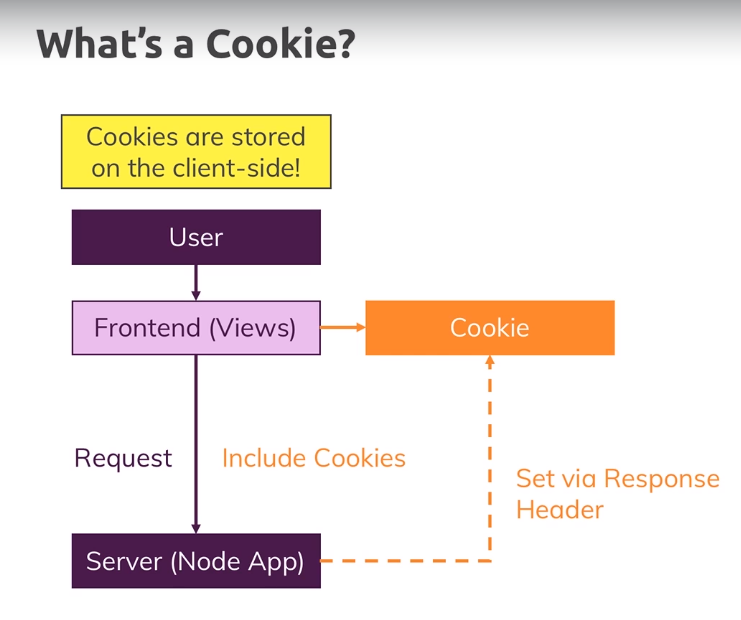 What’s a Cookie?
Cookies are stored
on the client-side!
User
Frontend (Views)
Cookie
Request
Include Cookies
Set via Response
Header
Server (Node App)